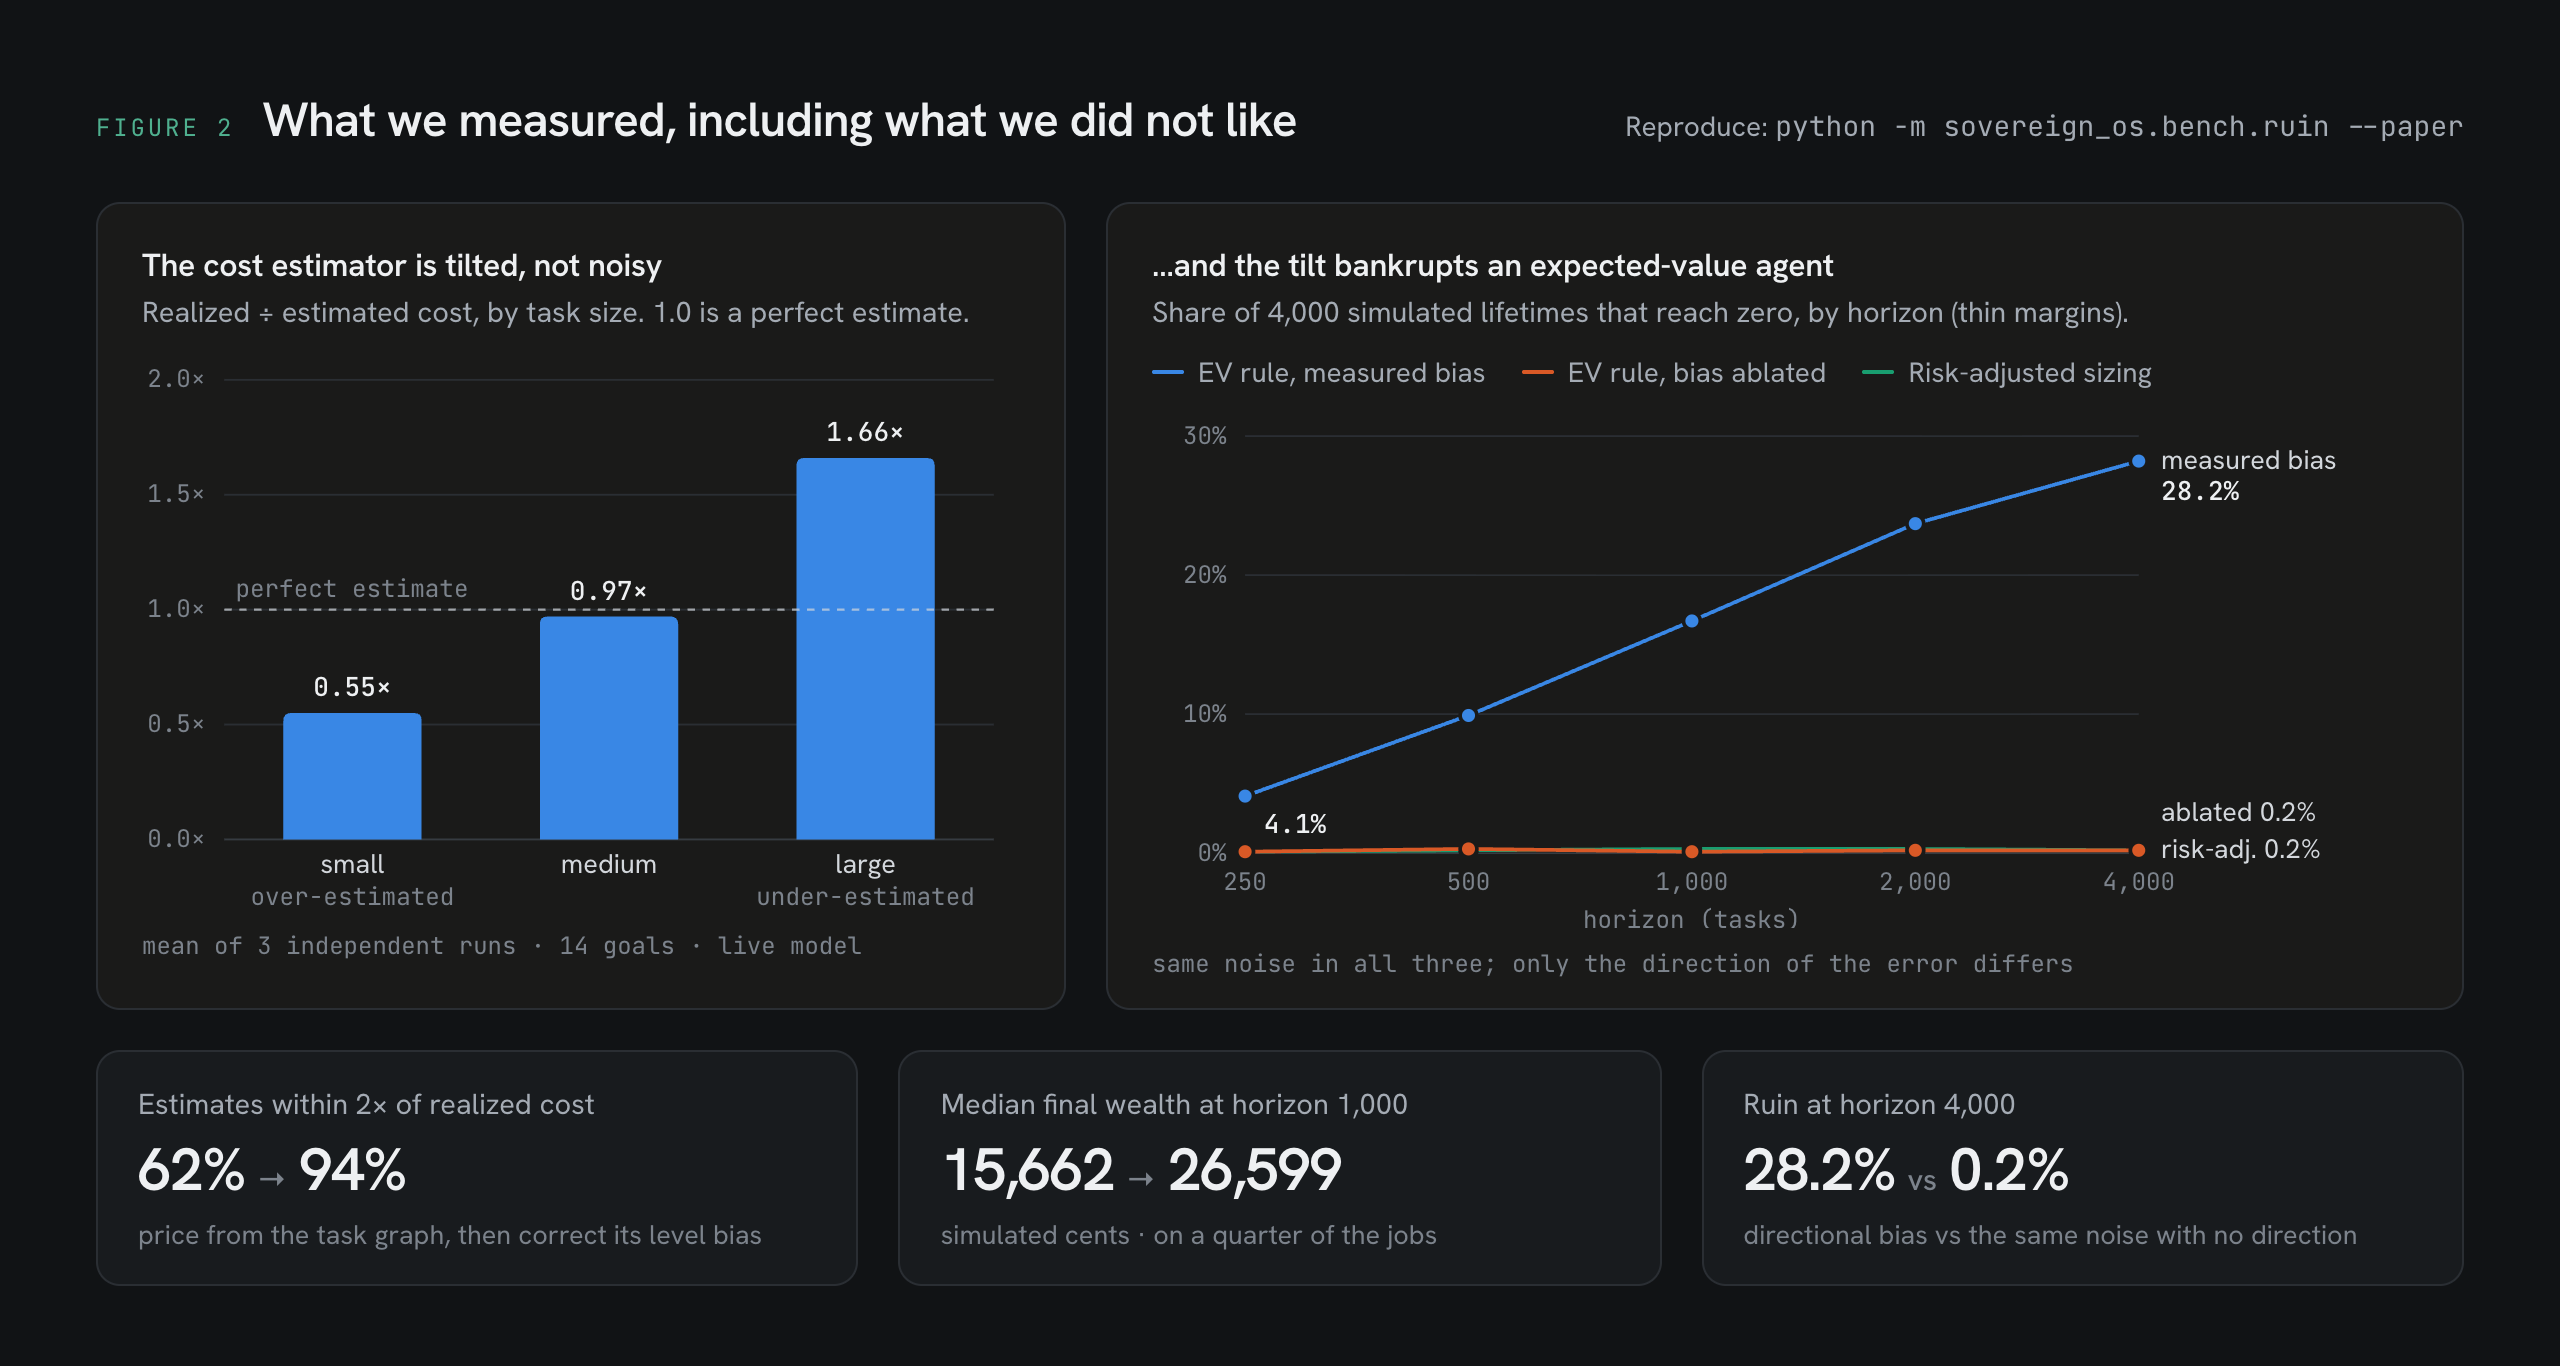 FIGURE 2 What we measured, including what we did not like
Reproduce: python -m sovereign_os.bench.ruin --paper
The cost estimator is tilted, not noisy
Realized ÷ estimated cost, by task size. 1.0 is a perfect estimate.
2.0×
1.66×
1.5×
perfect estimate
0.97×
1.0×
0.55×
0.5×
0.0×
small medium large
over-estimated under-estimated
mean of 3 independent runs · 14 goals · live model
...and the tilt bankrupts an expected-value agent
Share of 4,000 simulated lifetimes that reach zero, by horizon (thin margins).
EV rule, measured bias EV rule, bias ablated Risk-adjusted sizing
30%
measured bias
28.2%
20%
10%
4.1%
ablated 0.2%
0%
risk-adj. 0.2%
250 500 1,000 2,000 4,000
horizon (tasks)
same noise in all three; only the direction of the error differs
Estimates within 2× of realized cost
62% → 94%
price from the task graph, then correct its level bias
Median final wealth at horizon 1,000
15,662 → 26,599
simulated cents · on a quarter of the jobs
Ruin at horizon 4,000
28.2% vs 0.2%
directional bias vs the same noise with no direction